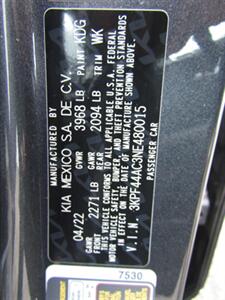 MANUFACTURED BY
KIA MEXICO S.A. DE C.V.
04/22 GVWR 3968 LB PAINT KDG
GAWR FRONT 2271 LB GAWR REAR 2094 LB TRIM WK
THIS VEHICLE CONFORMS TO ALL APPLICABLE U.S.A. FEDERAL
MOTOR VEHICLE SAFETY, BUMPER, AND THEFT PREVENTION STANDARDS
IN EFFECT ON THE DATE OF MANUFACTURE SHOWN ABOVE.
V.I.N. 3KPF44AC3NE480015
PASSENGER CAR
7530